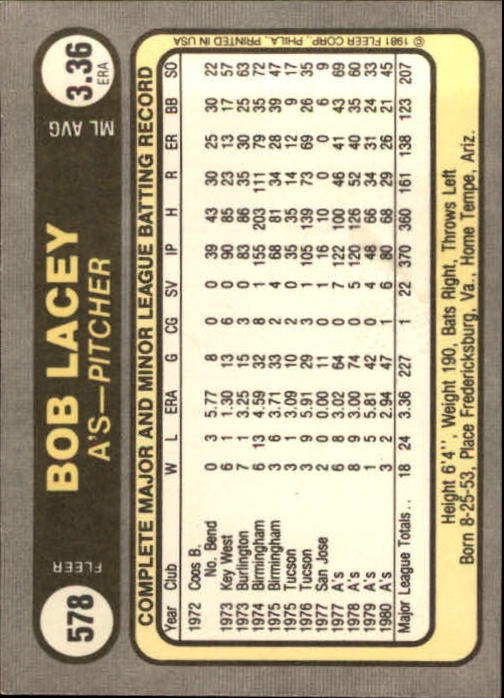 578
FLEER
BOB LACEY
A'S—PITCHER
ML AVG
3.36
ERA
COMPLETE MAJOR AND MINOR LEAGUE BATTING RECORD
Year Club W L ERA G CG SV IP H R ER BB SO
1972 Coos B.
No. Bend 0 3 5.77 8 0 0 39 43 30 25 30 22
1973 Key West 6 1 1.30 13 6 0 90 85 23 13 17 57
1973 Burlington 7 1 3.25 15 3 0 83 86 35 30 25 63
1974 Birmingham 6 13 4.59 32 8 1 155 203 111 79 35 72
1975 Birmingham 3 6 3.71 33 2 4 68 81 34 28 39 47
1975 Tucson 3 1 3.09 10 2 0 35 35 14 12 9 17
1976 Tucson 3 9 5.91 29 3 1 105 139 73 69 26 35
1977 San Jose 2 0 0.00 11 0 0 16 10 0 0 6 9
1977 A's 6 8 3.02 64 0 7 122 100 46 41 43 69
1978 A's 8 9 3.00 74 0 5 120 126 52 40 35 60
1979 A's 1 5 5.81 42 0 4 48 66 34 31 24 33
1980 A's 3 2 2.94 47 1 6 80 68 29 26 21 45
Major League Totals .. 18 24 3.36 227 1 22 370 360 161 138 123 207
Height 6'4'', Weight 190, Bats Right, Throws Left
Born 8-25-53, Place Fredericksburg, Va., Home Tempe, Ariz.
© 1981 FLEER CORP., PHILA., PRINTED IN USA